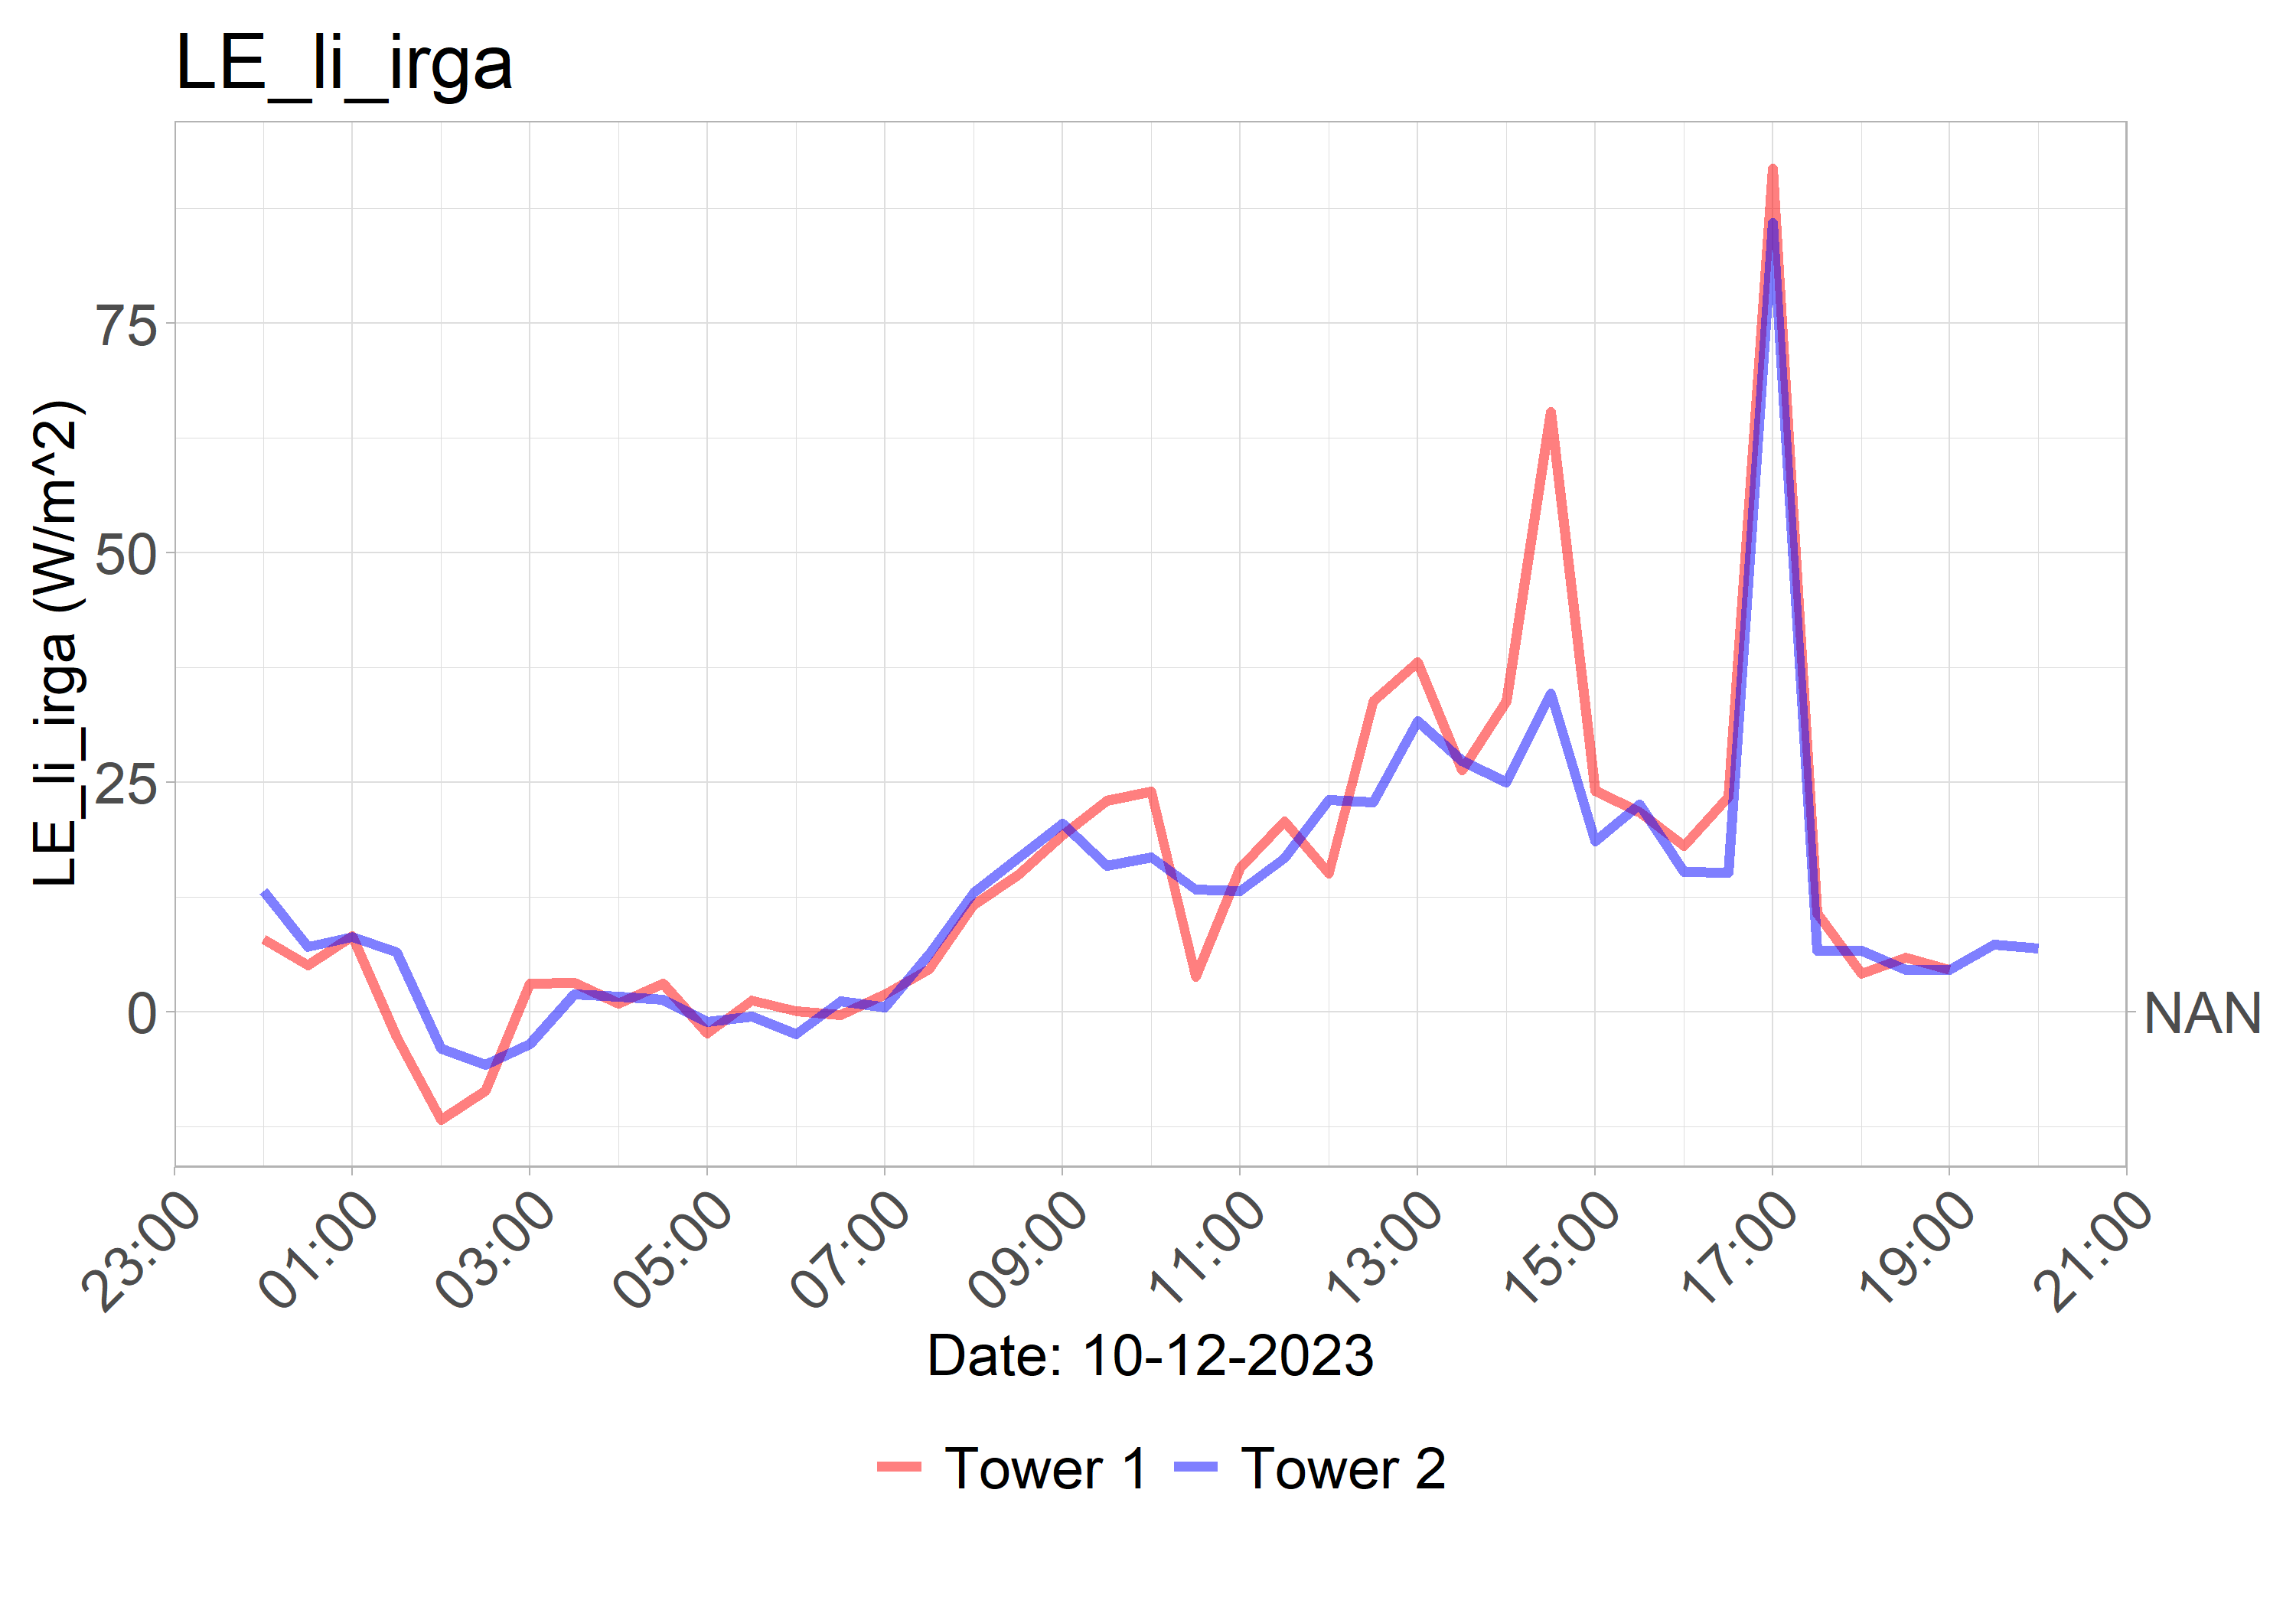 LE_li_irga
LE_li_irga (W/m^2)
75
50
25
0
NAN
23:00
01:00
03:00
05:00
07:00
09:00
11:00
13:00
15:00
17:00
19:00
21:00
Date: 10-12-2023
Tower 1
Tower 2